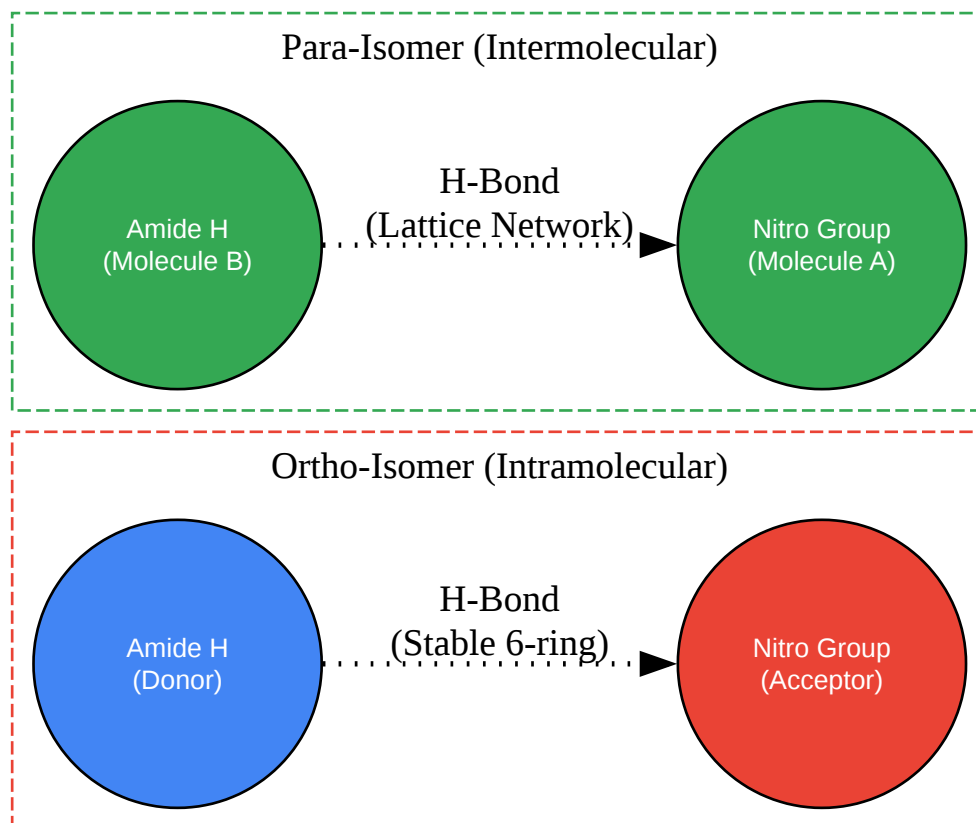 Para-Isomer (Intermolecular)
H-Bond
(Lattice Network)
Amide H
(Molecule B)
Nitro Group
(Molecule A)
Ortho-Isomer (Intramolecular)
H-Bond
(Stable 6-ring)
Amide H
(Donor)
Nitro Group
(Acceptor)